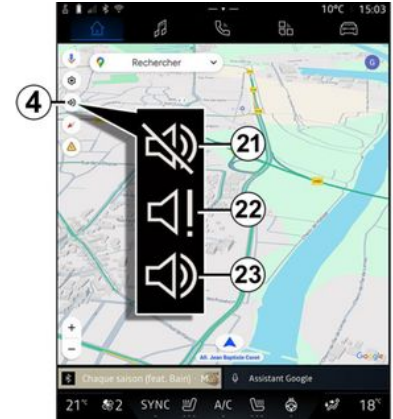 10°C 15:03
Rechercher
G
4
21
22
23
+
−
All. Jean Baptiste Corot
Google
Chaque saison (feat. Bain) · M
Assistant Google
21° 2 SYNC A/C 18°